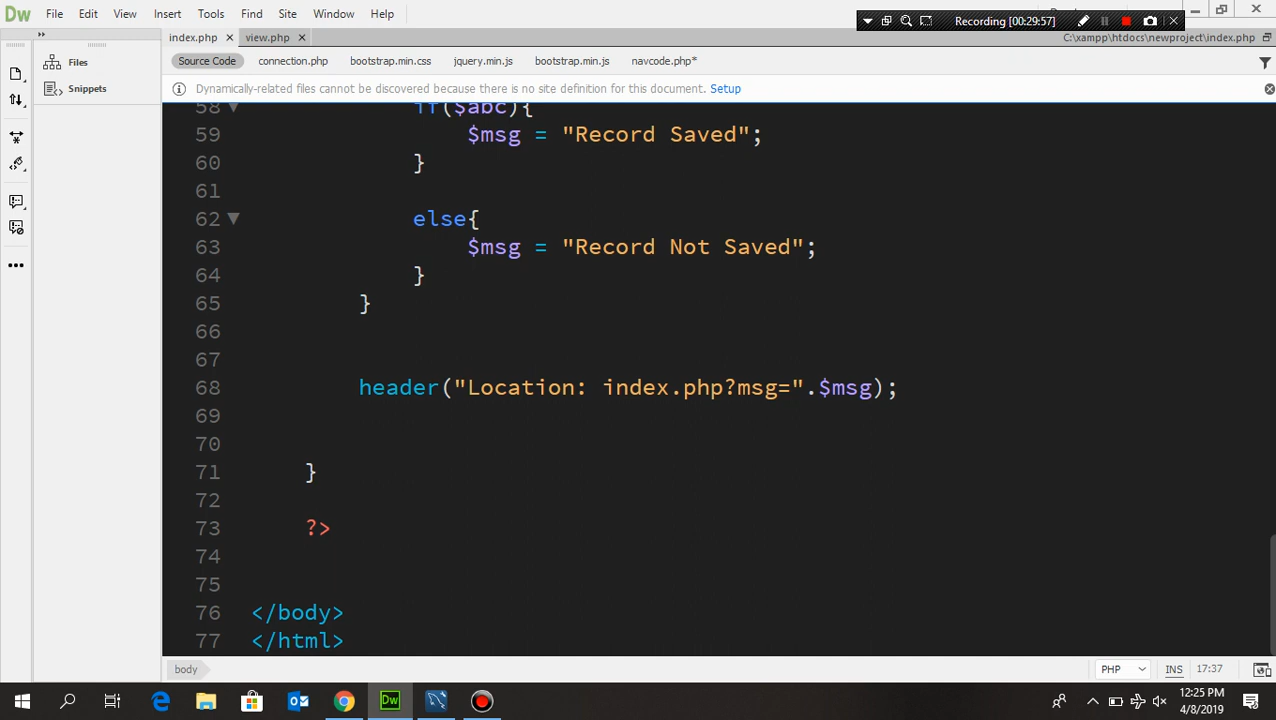 Dw File Edit View Insert Tools Find Site Window Help
Recording [00:29:57]
index.php view.php C:\xampp\htdocs\newproject\index.php
Files
Snippets
Source Code connection.php bootstrap.min.css jquery.min.js bootstrap.min.js navcode.php*
Dynamically-related files cannot be discovered because there is no site definition for this document. Setup
58 if($abc){
59 $msg = "Record Saved";
60 }
61
62 else{
63 $msg = "Record Not Saved";
64 }
65 }
66
67
68 header("Location: index.php?msg=".$msg);
69
70
71 }
72
73 ?>
74
75
76 </body>
77 </html>
body PHP INS 17:37
Dw
12:25 PM
4/8/2019